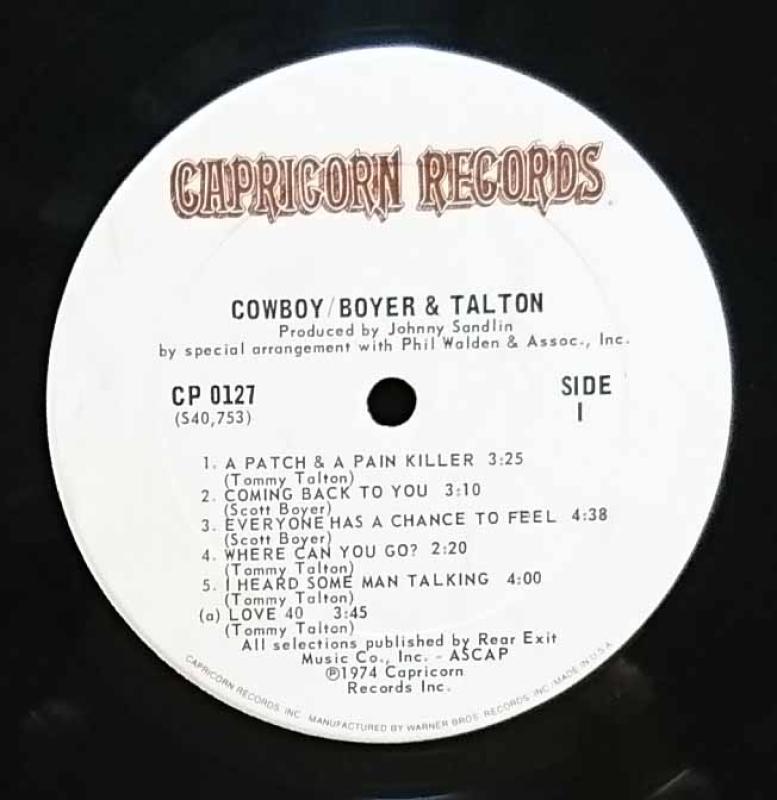 CAPRICORN RECORDS
COWBOY/BOYER & TALTON
Produced by Johnny Sandlin
by special arrangement with Phil Walden & Assoc., Inc.
CP 0127
(S40,753)
SIDE
I
1. A PATCH & A PAIN KILLER 3:25
(Tommy Talton)
2. COMING BACK TO YOU 3:10
(Scott Boyer)
3. EVERYONE HAS A CHANCE TO FEEL 4:38
(Scott Boyer)
4. WHERE CAN YOU GO? 2:20
(Tommy Talton)
5. I HEARD SOME MAN TALKING 4:00
(Tommy Talton)
(a) LOVE 40 3:45
(Tommy Talton)
All selections published by Rear Exit
Music Co., Inc. - ASCAP
℗1974 Capricorn
Records Inc.
CAPRICORN RECORDS, INC. MANUFACTURED BY WARNER BROS. RECORDS INC. MADE IN U.S.A.